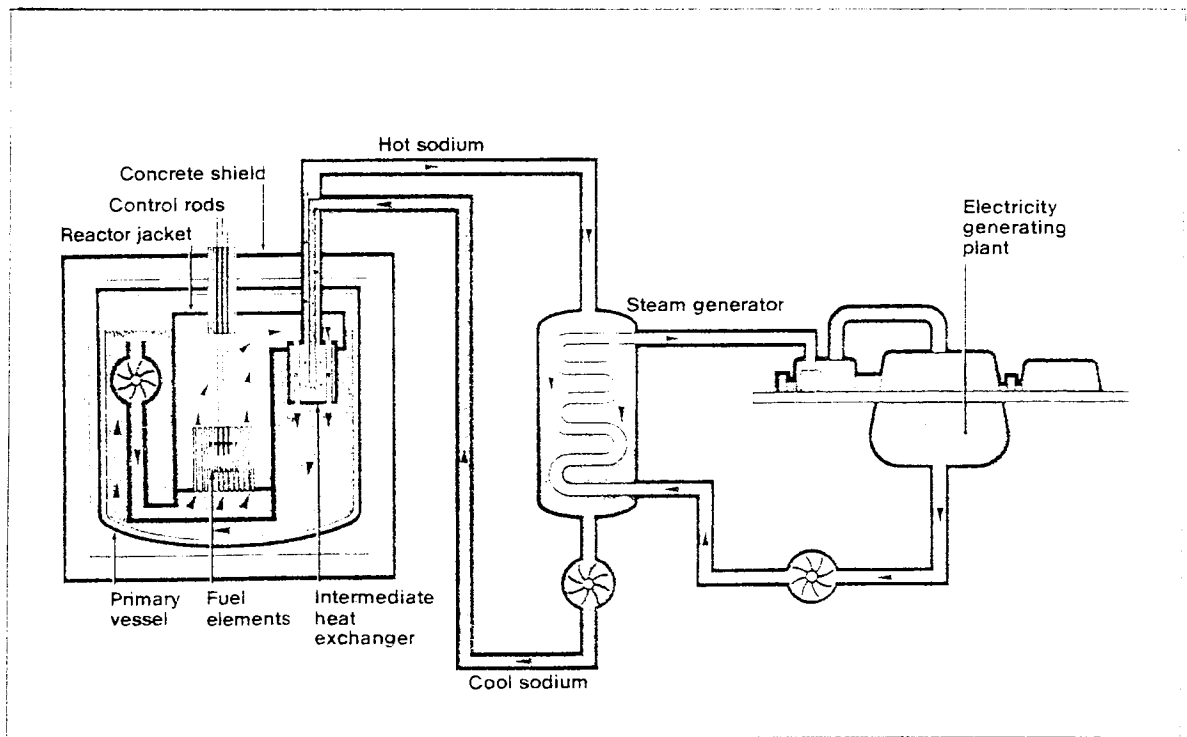 Hot sodium
Concrete shield
Control rods
Reactor jacket
Electricity
generating
plant
Steam generator
Primary
vessel
Fuel
elements
Intermediate
heat
exchanger
Cool sodium